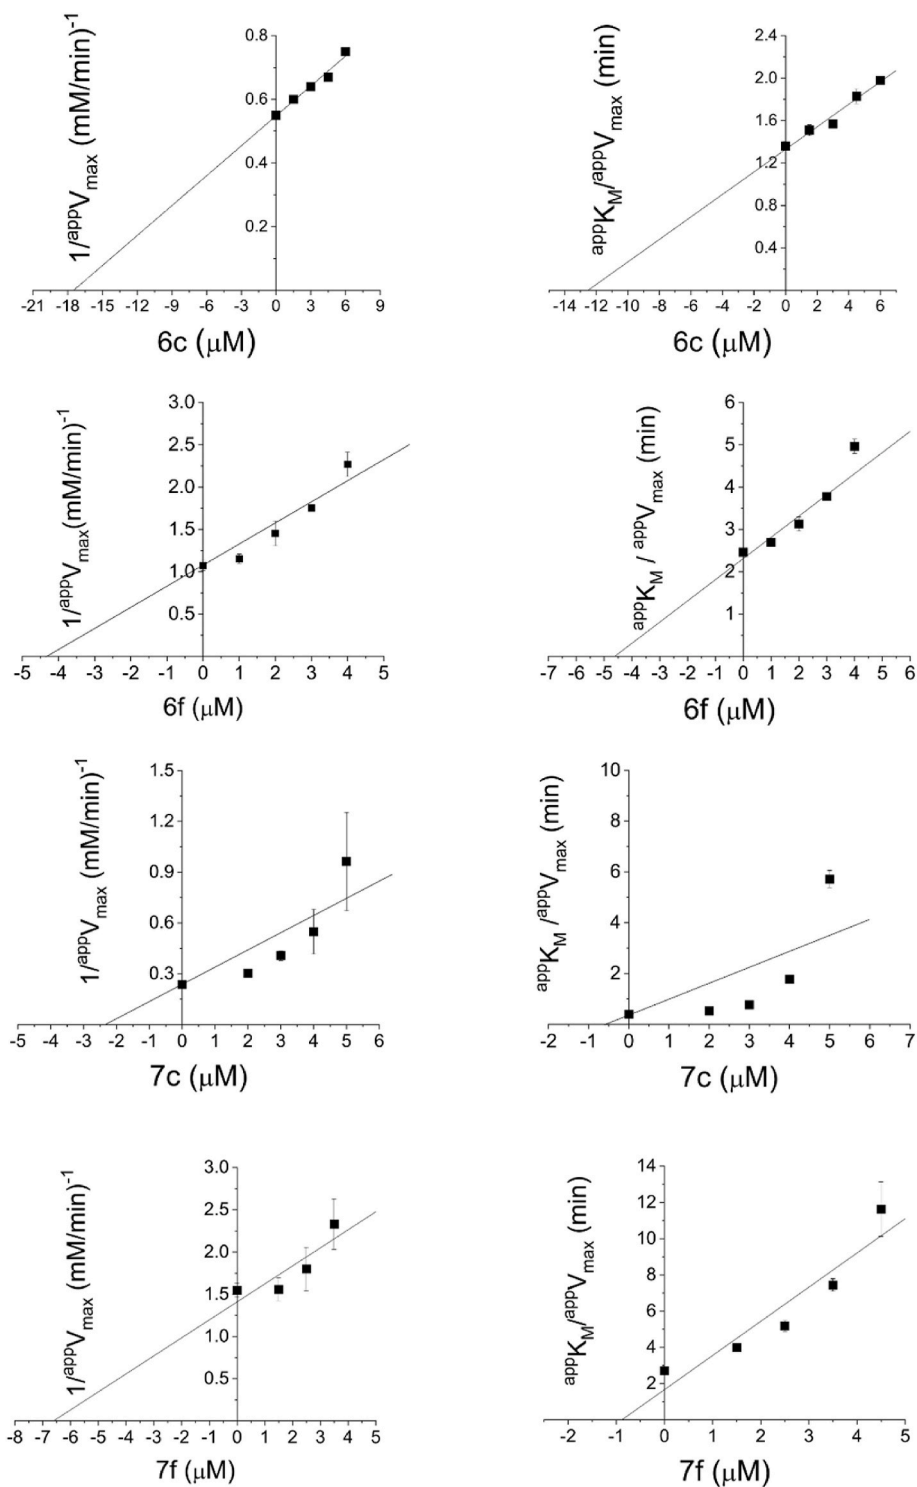 1/appVmax (mM/min)-1
0.8
0.6
0.4
0.2
-21 -18 -15 -12 -9 -6 -3 0 3 6 9
6c (μM)
appKM/appVmax (min)
2.4
2.0
1.6
1.2
0.8
0.4
-14 -12 -10 -8 -6 -4 -2 0 2 4 6
6c (μM)
1/appVmax(mM/min)-1
3.0
2.5
2.0
1.5
1.0
0.5
-5 -4 -3 -2 -1 0 1 2 3 4 5
6f (μM)
appKM / appVmax (min)
6
5
4
3
2
1
-7 -6 -5 -4 -3 -2 -1 0 1 2 3 4 5 6
6f (μM)
1/appVmax (mM/min)-1
1.5
1.2
0.9
0.6
0.3
-5 -4 -3 -2 -1 0 1 2 3 4 5 6
7c (μM)
appKM /appVmax (min)
10
8
6
4
2
-2 -1 0 1 2 3 4 5 6 7
7c (μM)
1/appVmax (mM/min)-1
3.0
2.5
2.0
1.5
1.0
0.5
-8 -7 -6 -5 -4 -3 -2 -1 0 1 2 3 4 5
7f (μM)
appKM/appVmax (min)
14
12
10
8
6
4
2
-2 -1 0 1 2 3 4 5
7f (μM)